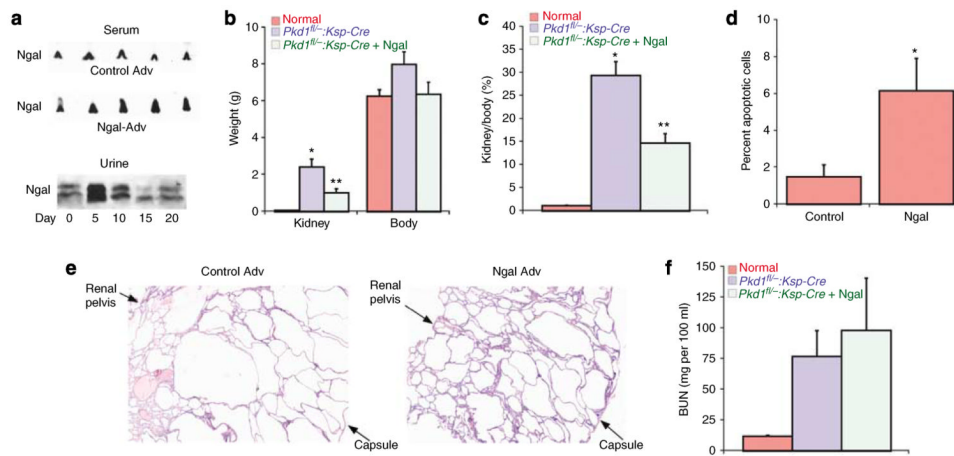 a
Serum
Ngal
Control Adv
Ngal
Ngal-Adv
Urine
Ngal
Day 0 5 10 15 20
b
Normal
Pkd1fl/–:Ksp-Cre
Pkd1fl/–:Ksp-Cre + Ngal
Weight (g)
10
8
6
4
2
0
*
**
Kidney Body
c
Normal
Pkd1fl/–:Ksp-Cre
Pkd1fl/–:Ksp-Cre + Ngal
Kidney/body (%)
45
40
35
30
25
20
15
10
5
0
*
**
d
Percent apoptotic cells
10
8
6
4
2
0
*
Control Ngal
e
Control Adv
Renal
pelvis
Capsule
Ngal Adv
Renal
pelvis
Capsule
f
Normal
Pkd1fl/–:Ksp-Cre
Pkd1fl/–:Ksp-Cre + Ngal
BUN (mg per 100 ml)
150
125
100
75
50
25
0